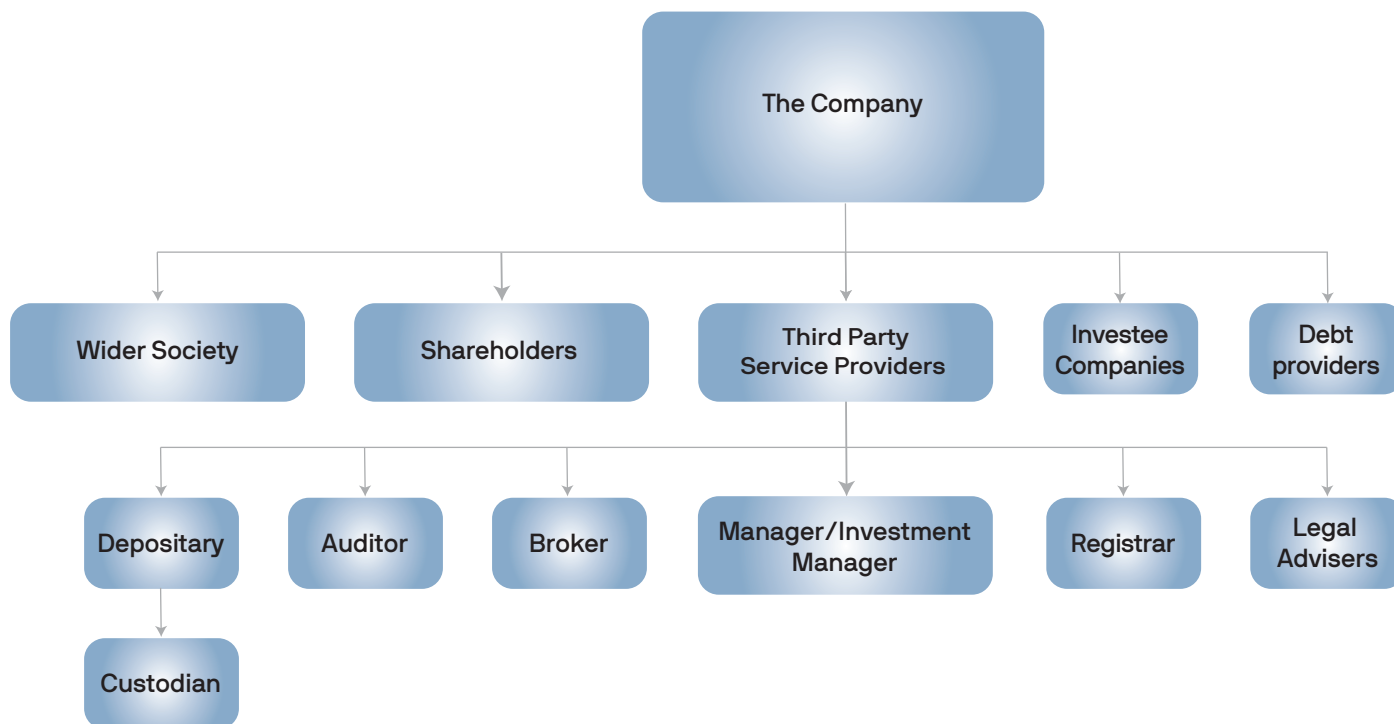 The Company
Wider Society
Shareholders
Third Party
Service Providers
Investee
Companies
Debt
providers
Depositary
Auditor
Broker
Manager/Investment
Manager
Registrar
Legal
Advisers
Custodian